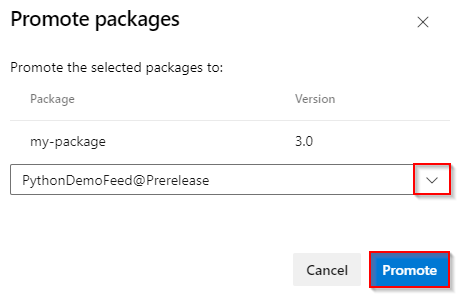 Promote packages
Promote the selected packages to:
Package Version
my-package 3.0
PythonDemoFeed@Prerelease
Cancel Promote